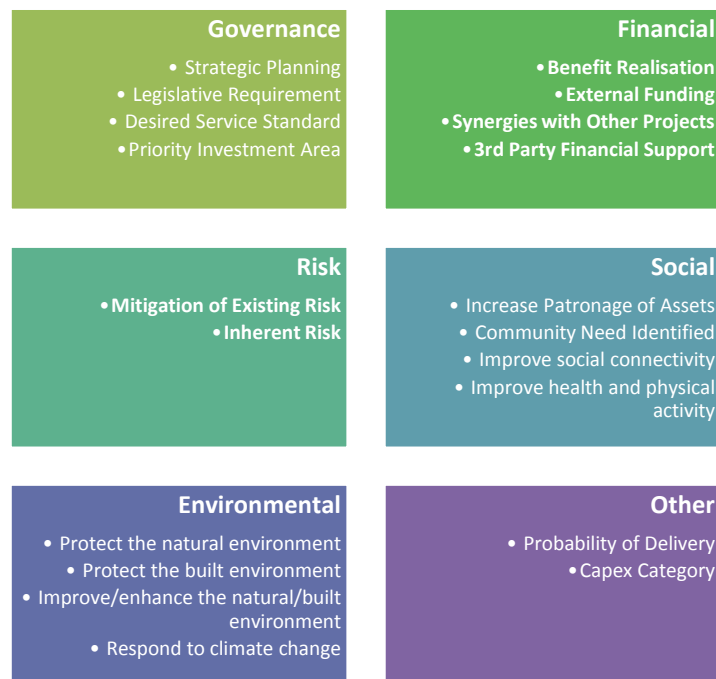 Governance
• Strategic Planning
• Legislative Requirement
• Desired Service Standard
•Priority Investment Area
Financial
•Benefit Realisation
•External Funding
•Synergies with Other Projects
•3rd Party Financial Support
Risk
•Mitigation of Existing Risk
•Inherent Risk
Social
• Increase Patronage of Assets
• Community Need Identified
• Improve social connectivity
• Improve health and physical
activity
Environmental
• Protect the natural environment
• Protect the built environment
• Improve/enhance the natural/built
environment
• Respond to climate change
Other
• Probability of Delivery
•Capex Category